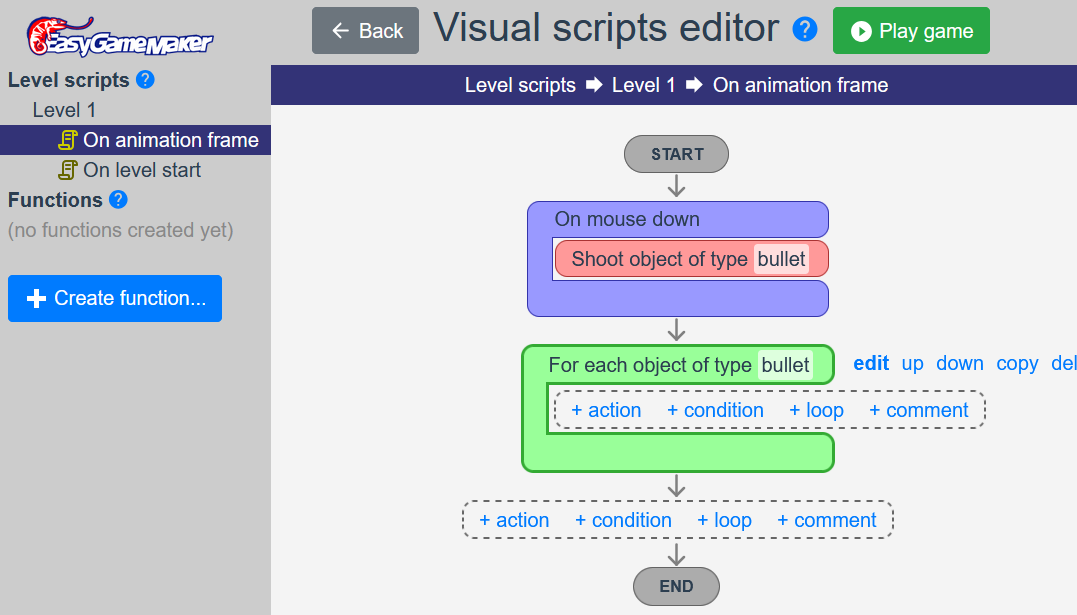 EasyGameMaker
← Back
Visual scripts editor ?
Play game
Level scripts ?
Level 1
On animation frame
On level start
Functions ?
(no functions created yet)
+ Create function...
Level scripts ➡ Level 1 ➡ On animation frame
START
On mouse down
Shoot object of type bullet
For each object of type bullet
edit up down copy del
+ action + condition + loop + comment
+ action + condition + loop + comment
END